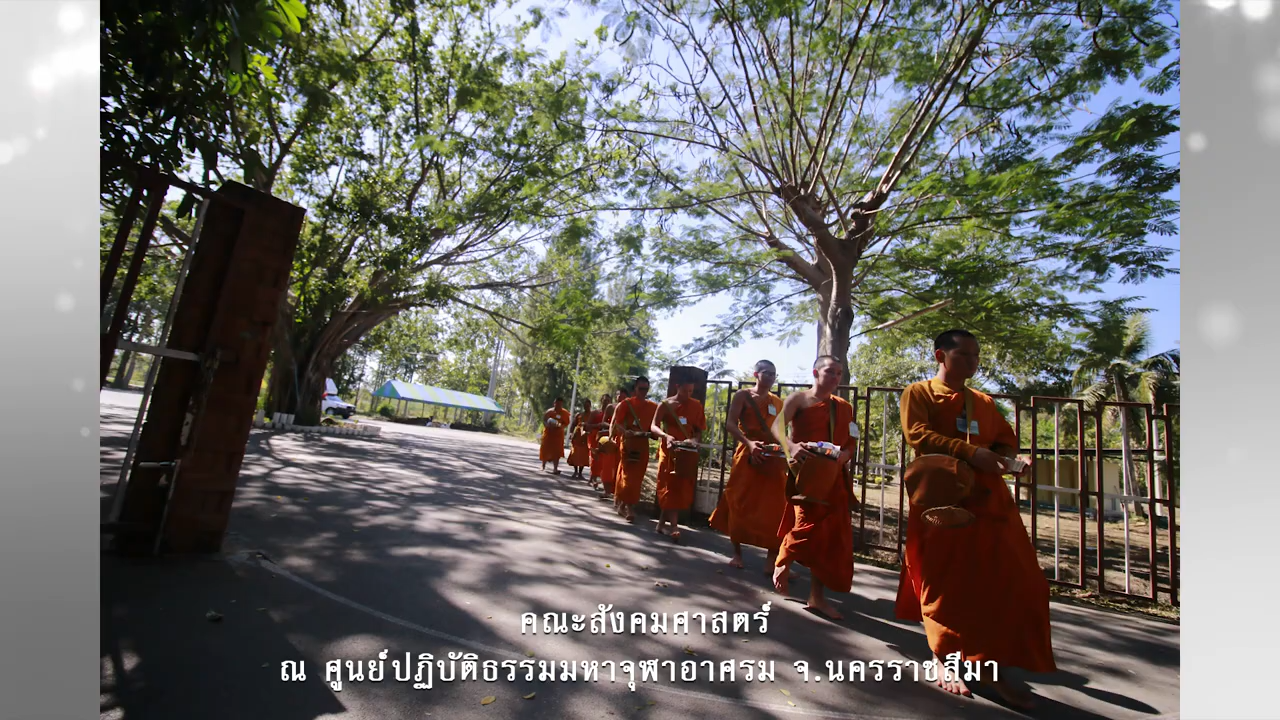 คณะสังคมศาสตร์
ณ ศูนย์ปฏิบัติธรรมมหาจุฬาอาศรม จ.นครราชสีมา